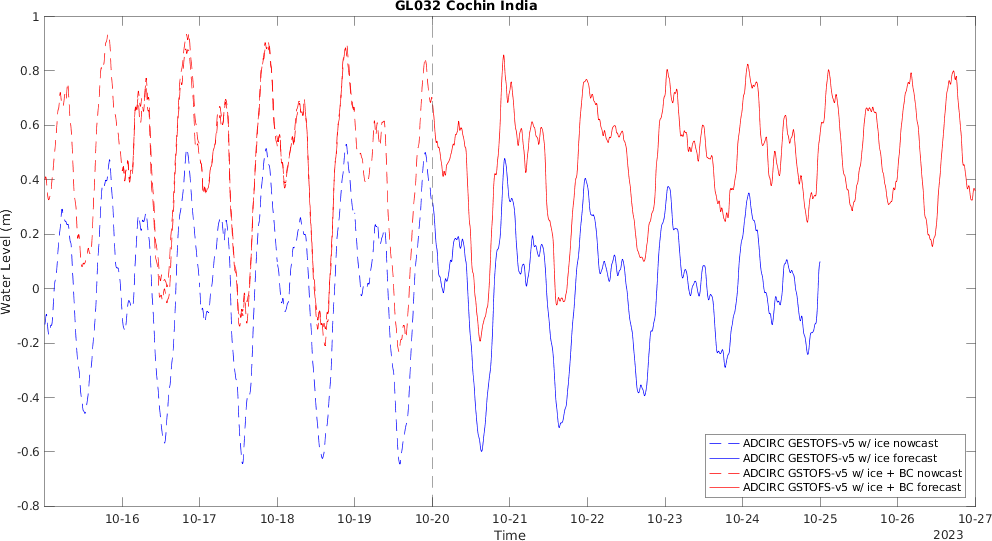 GL032 Cochin India
1
0.8
0.6
0.4
0.2
0
-0.2
-0.4
-0.6
-0.8
Water Level (m)
ADCIRC GESTOFS-v5 w/ ice nowcast
ADCIRC GESTOFS-v5 w/ ice forecast
ADCIRC GSTOFS-v5 w/ ice + BC nowcast
ADCIRC GSTOFS-v5 w/ ice + BC forecast
10-16 10-17 10-18 10-19 10-20 10-21 10-22 10-23 10-24 10-25 10-26 10-27
Time
2023